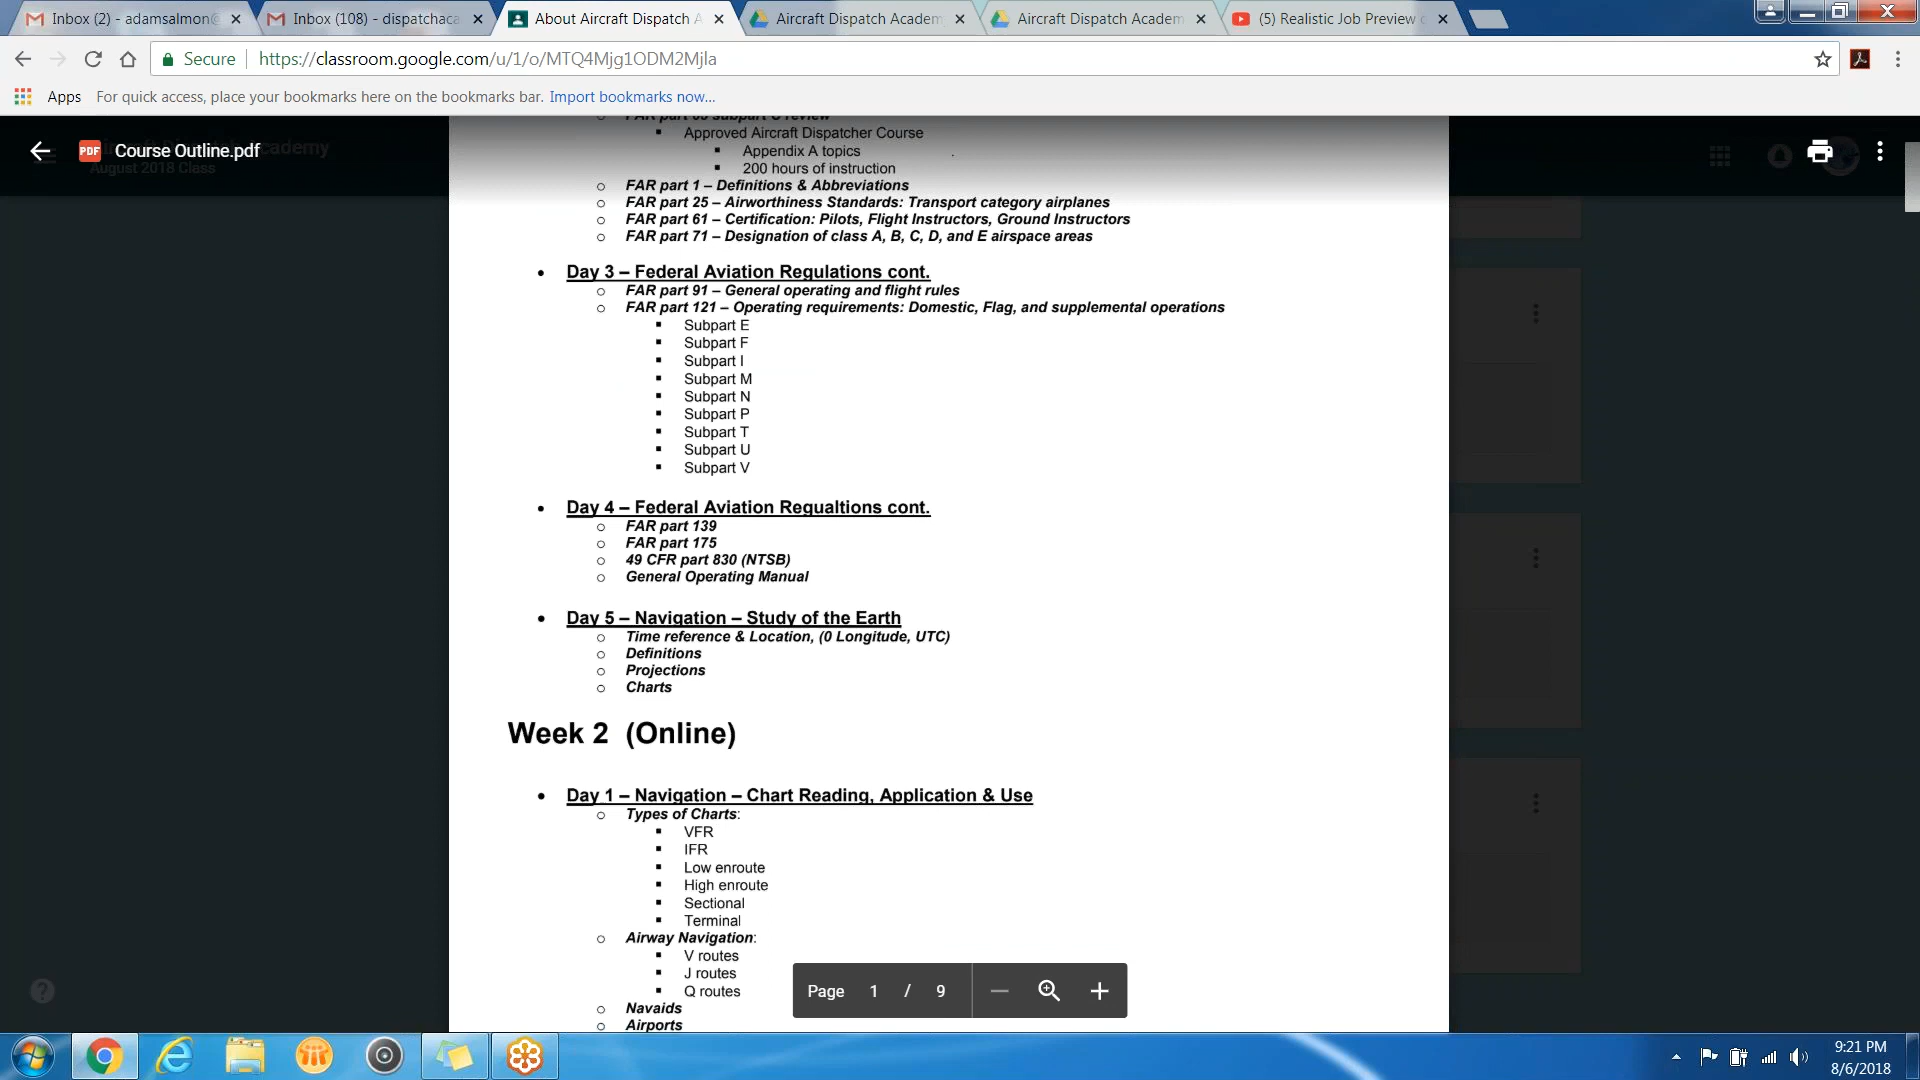 Inbox (2) - adamsalmon@
Inbox (108) - dispatchaca
About Aircraft Dispatch A
Aircraft Dispatch Academ
Aircraft Dispatch Academ
(5) Realistic Job Preview
Secure
https://classroom.google.com/u/1/o/MTQ4Mjg1ODM2Mjla
Apps
For quick access, place your bookmarks here on the bookmarks bar. Import bookmarks now...
PDF
Course Outline.pdf
August 2018 Class
Approved Aircraft Dispatcher Course
Appendix A topics
200 hours of instruction
FAR part 1 – Definitions & Abbreviations
FAR part 25 – Airworthiness Standards: Transport category airplanes
FAR part 61 – Certification: Pilots, Flight Instructors, Ground Instructors
FAR part 71 – Designation of class A, B, C, D, and E airspace areas
Day 3 – Federal Aviation Regulations cont.
FAR part 91 – General operating and flight rules
FAR part 121 – Operating requirements: Domestic, Flag, and supplemental operations
Subpart E
Subpart F
Subpart I
Subpart M
Subpart N
Subpart P
Subpart T
Subpart U
Subpart V
Day 4 – Federal Aviation Regualtions cont.
FAR part 139
FAR part 175
49 CFR part 830 (NTSB)
General Operating Manual
Day 5 – Navigation – Study of the Earth
Time reference & Location, (0 Longitude, UTC)
Definitions
Projections
Charts
Week 2 (Online)
Day 1 – Navigation – Chart Reading, Application & Use
Types of Charts:
VFR
IFR
Low enroute
High enroute
Sectional
Terminal
Airway Navigation:
V routes
J routes
Q routes
Navaids
Airports
Page 1 / 9
9:21 PM
8/6/2018